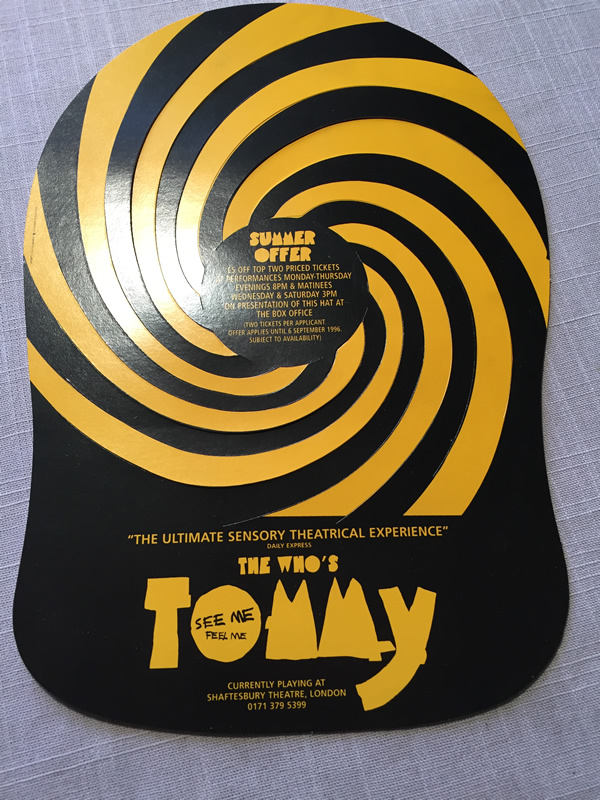 SUMMER
OFFER
£5 OFF TOP TWO PRICED TICKETS
PERFORMANCES MONDAY-THURSDAY
EVENINGS 8PM & MATINEES
WEDNESDAY & SATURDAY 3PM
ON PRESENTATION OF THIS HAT AT
THE BOX OFFICE
(TWO TICKETS PER APPLICANT
OFFER APPLIES UNTIL 6 SEPTEMBER 1996
SUBJECT TO AVAILABILITY)
"THE ULTIMATE SENSORY THEATRICAL EXPERIENCE"
DAILY EXPRESS
THE WHO'S
TOMMY
SEE ME
FEEL ME
CURRENTLY PLAYING AT
SHAFTESBURY THEATRE, LONDON
0171 379 5399